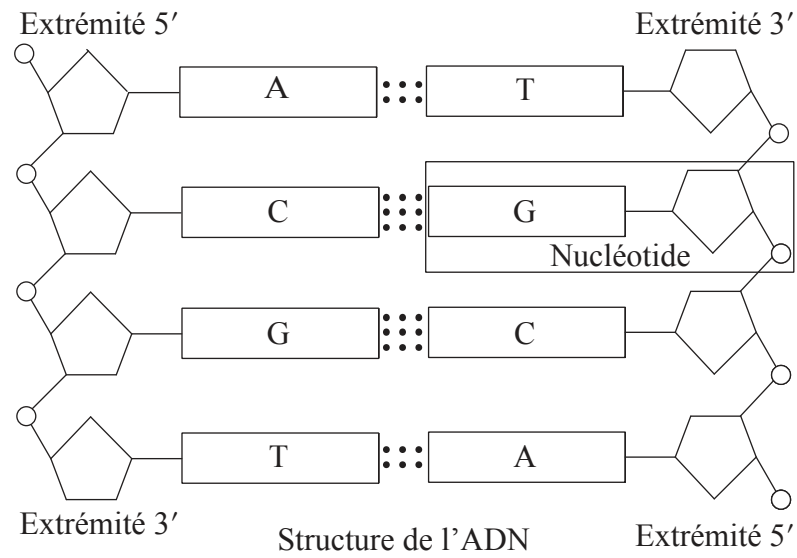 Extrémité 5′ Extrémité 3′
A T
C G
Nucléotide
G C
T A
Extrémité 3′ Structure de l’ADN Extrémité 5′